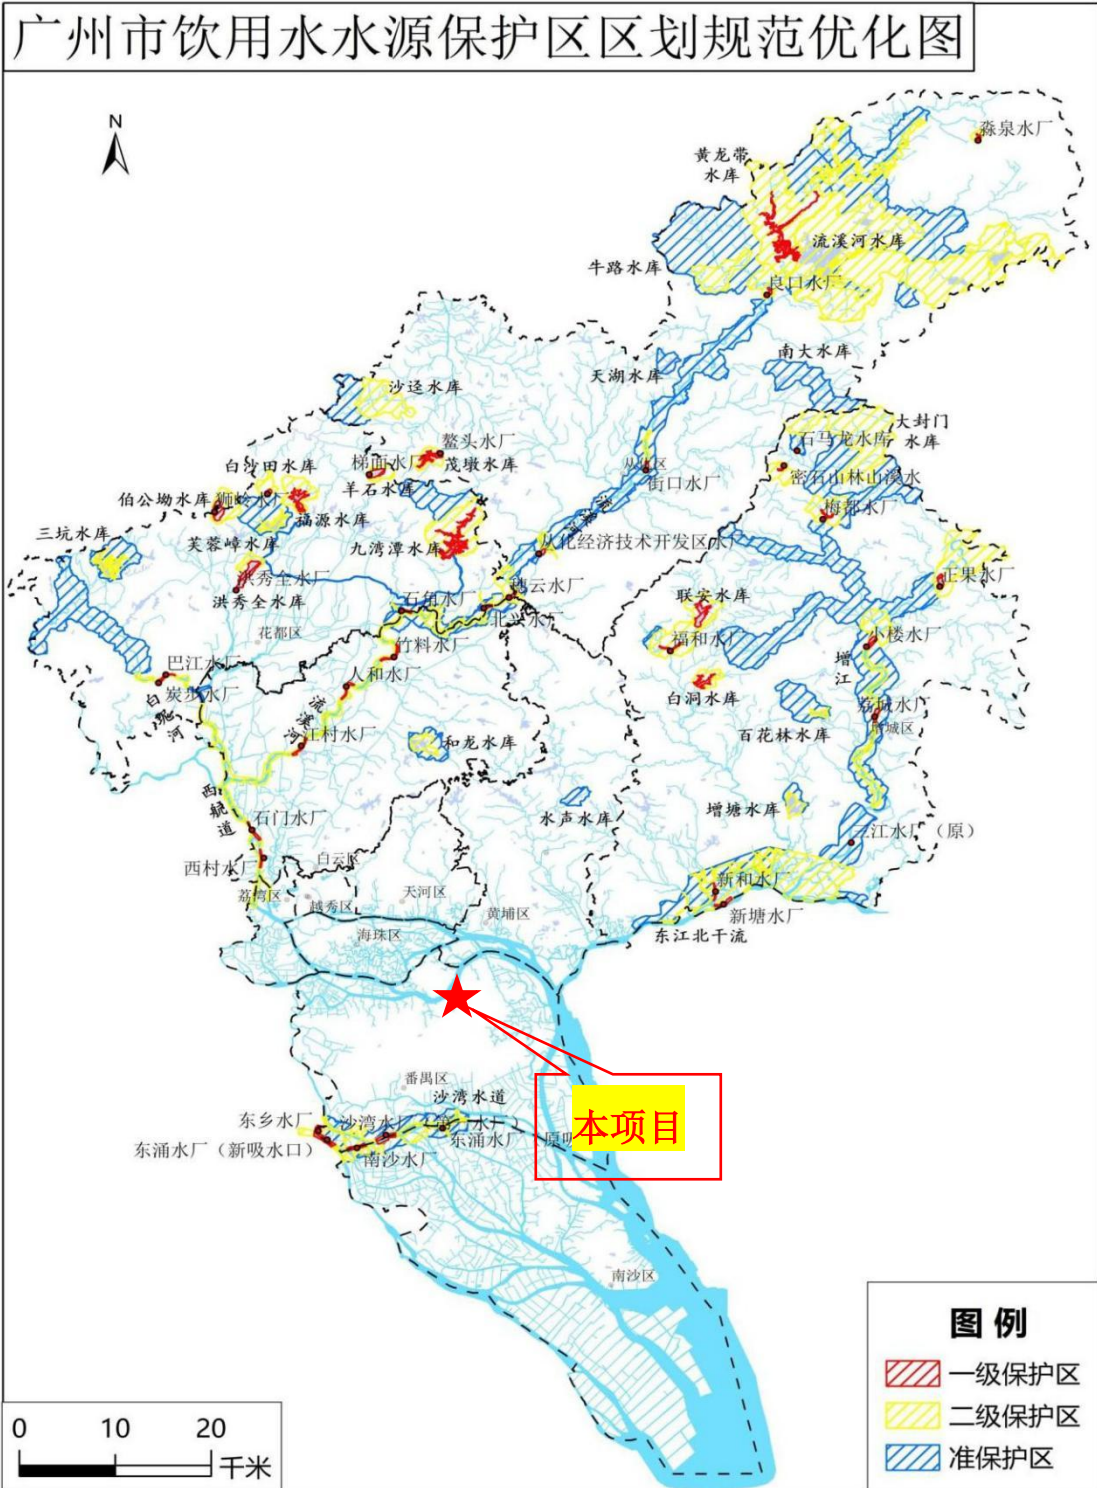 广州市饮用水水源保护区区划规范优化图
N
淼泉水厂
黄龙带
水库
流溪河水库
牛路水库
良口水厂
南大水库
天湖水库
沙迳水库
大封门
水库
石马龙水库
鳌头水厂
梯面水厂
茂墩水库
羊石水库
白沙田水库
街口水厂
密石山林山溪水
伯公坳水库
狮岭水厂
福源水库
梅都水厂
三坑水库
芙蓉嶂水库
九湾潭水库
流溪河
从化经济技术开发区水厂
洪秀全水厂
洪秀全水库
正果水厂
穗云水厂
联安水库
石角水厂
北兴水厂
花都区
福和水厂
小楼水厂
竹料水厂
巴江水厂
人和水厂
增江
炭步水厂
白坭河
白洞水库
流溪河
荔城水厂
增城区
江村水厂
和龙水库
百花林水库
西航道
水声水库
增塘水库
石门水厂
三江水厂（原）
西村水厂
白云区
新和水厂
荔湾区
越秀区
天河区
黄埔区
新塘水厂
海珠区
东江北干流
番禺区
沙湾水道
东乡水厂
沙湾水厂
东涌水厂
本项目
东涌水厂（新吸水口）
南沙水厂
南沙区
图例
一级保护区
二级保护区
准保护区
0 10 20
千米